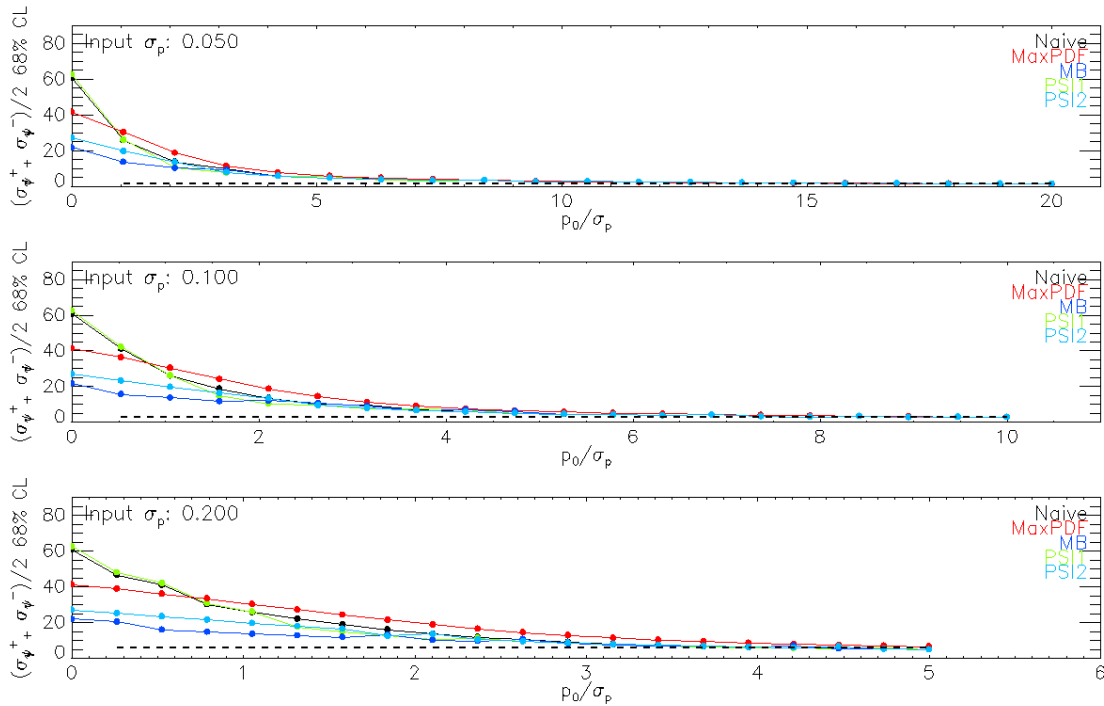 (σψ⁺ + σψ⁻)/2 68% CL
80
60
40
20
0
Input σₚ: 0.050
Naive
MaxPDF
MB
PSI1
PSI2
0 5 10 15 20
p₀/σₚ
(σψ⁺ + σψ⁻)/2 68% CL
80
60
40
20
0
Input σₚ: 0.100
Naive
MaxPDF
MB
PSI1
PSI2
0 2 4 6 8 10
p₀/σₚ
(σψ⁺ + σψ⁻)/2 68% CL
80
60
40
20
0
Input σₚ: 0.200
Naive
MaxPDF
MB
PSI1
PSI2
0 1 2 3 4 5 6
p₀/σₚ